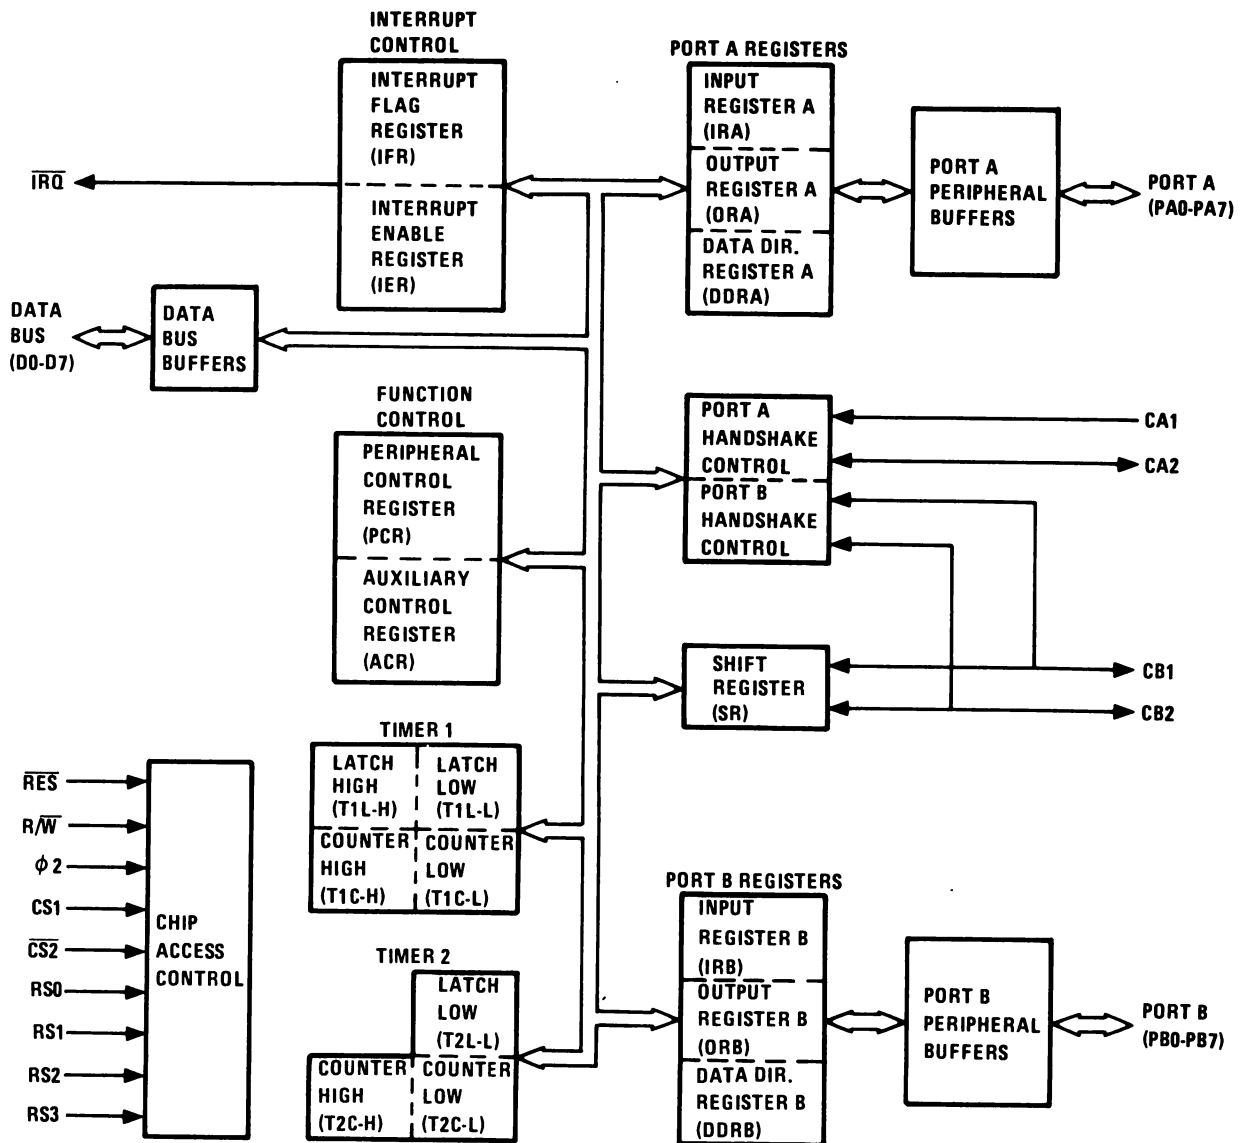 INTERRUPT
CONTROL
INTERRUPT
FLAG
REGISTER
(IFR)
INTERRUPT
ENABLE
REGISTER
(IER)
IRQ
DATA
BUS
(D0-D7)
DATA
BUS
BUFFERS
FUNCTION
CONTROL
PERIPHERAL
CONTROL
REGISTER
(PCR)
AUXILIARY
CONTROL
REGISTER
(ACR)
TIMER 1
LATCH
HIGH
(T1L-H)
LATCH
LOW
(T1L-L)
COUNTER
HIGH
(T1C-H)
COUNTER
LOW
(T1C-L)
TIMER 2
LATCH
LOW
(T2L-L)
COUNTER
HIGH
(T2C-H)
COUNTER
LOW
(T2C-L)
RES
R/W
ϕ2
CS1
CS2
RS0
RS1
RS2
RS3
CHIP
ACCESS
CONTROL
PORT A REGISTERS
INPUT
REGISTER A
(IRA)
OUTPUT
REGISTER A
(ORA)
DATA DIR.
REGISTER A
(DDRA)
PORT A
PERIPHERAL
BUFFERS
PORT A
(PA0-PA7)
PORT A
HANDSHAKE
CONTROL
PORT B
HANDSHAKE
CONTROL
CA1
CA2
SHIFT
REGISTER
(SR)
CB1
CB2
PORT B REGISTERS
INPUT
REGISTER B
(IRB)
OUTPUT
REGISTER B
(ORB)
DATA DIR.
REGISTER B
(DDRB)
PORT B
PERIPHERAL
BUFFERS
PORT B
(PB0-PB7)